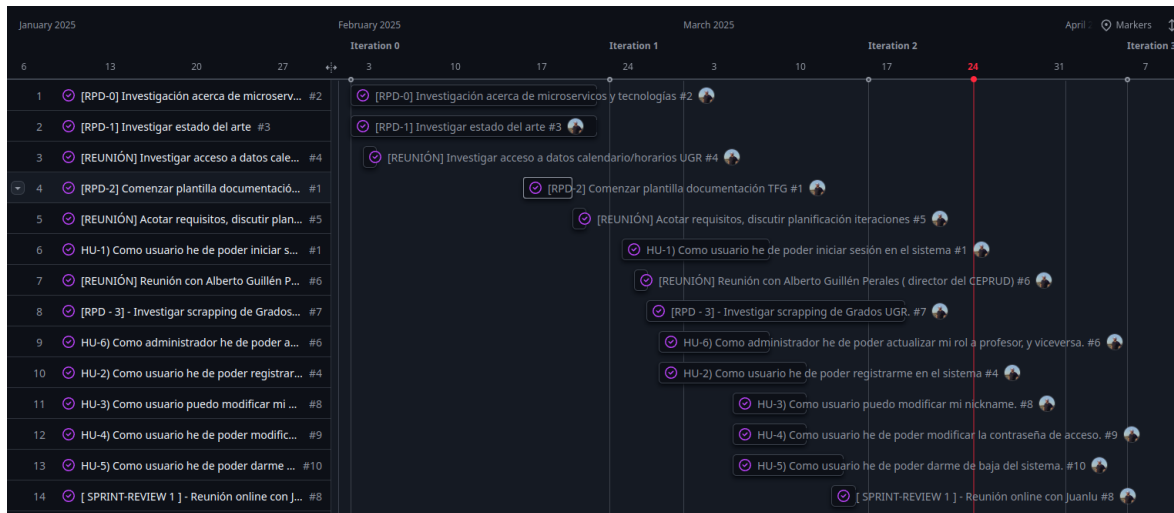 January 2025 February 2025 March 2025 April Markers
Iteration 0 Iteration 1 Iteration 2 Iteration 3
6 13 20 27 3 10 17 24 3 10 17 24 31 7
1 [RPD-0] Investigación acerca de microserv... #2 [RPD-0] Investigación acerca de microservicos y tecnologías #2
2 [RPD-1] Investigar estado del arte #3 [RPD-1] Investigar estado del arte #3
3 [REUNIÓN] Investigar acceso a datos cale... #4 [REUNIÓN] Investigar acceso a datos calendario/horarios UGR #4
4 [RPD-2] Comenzar plantilla documentació... #1 [RPD-2] Comenzar plantilla documentación TFG #1
5 [REUNIÓN] Acotar requisitos, discutir plan... #5 [REUNIÓN] Acotar requisitos, discutir planificación iteraciones #5
6 HU-1) Como usuario he de poder iniciar s... #1 HU-1) Como usuario he de poder iniciar sesión en el sistema #1
7 [REUNIÓN] Reunión con Alberto Guillén P... #6 [REUNIÓN] Reunión con Alberto Guillén Perales ( director del CEPRUD) #6
8 [RPD - 3] - Investigar scrapping de Grados... #7 [RPD - 3] - Investigar scrapping de Grados UGR. #7
9 HU-6) Como administrador he de poder a... #6 HU-6) Como administrador he de poder actualizar mi rol a profesor, y viceversa. #6
10 HU-2) Como usuario he de poder registrar... #4 HU-2) Como usuario he de poder registrarme en el sistema #4
11 HU-3) Como usuario puedo modificar mi ... #8 HU-3) Como usuario puedo modificar mi nickname. #8
12 HU-4) Como usuario he de poder modific... #9 HU-4) Como usuario he de poder modificar la contraseña de acceso. #9
13 HU-5) Como usuario he de poder darme ... #10 HU-5) Como usuario he de poder darme de baja del sistema. #10
14 [ SPRINT-REVIEW 1 ] - Reunión online con J... #8 [ SPRINT-REVIEW 1 ] - Reunión online con Juanlu #8